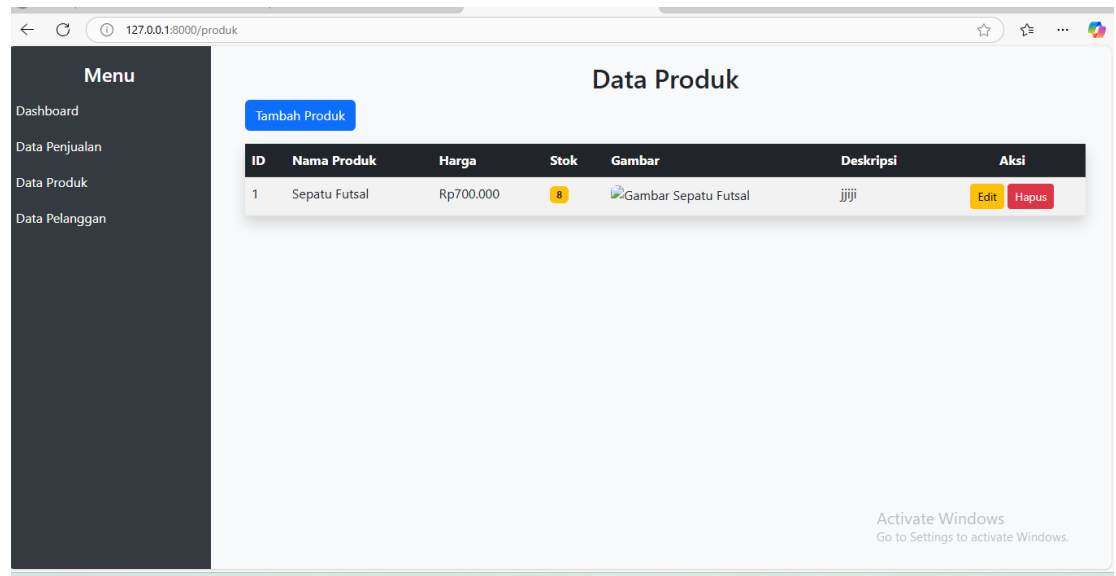 127.0.0.1:8000/produk
Menu
Dashboard
Data Penjualan
Data Produk
Data Pelanggan
Data Produk
Tambah Produk
ID Nama Produk Harga Stok Gambar Deskripsi Aksi
1 Sepatu Futsal Rp700.000 8 Gambar Sepatu Futsal jjiji Edit Hapus
Activate Windows
Go to Settings to activate Windows.